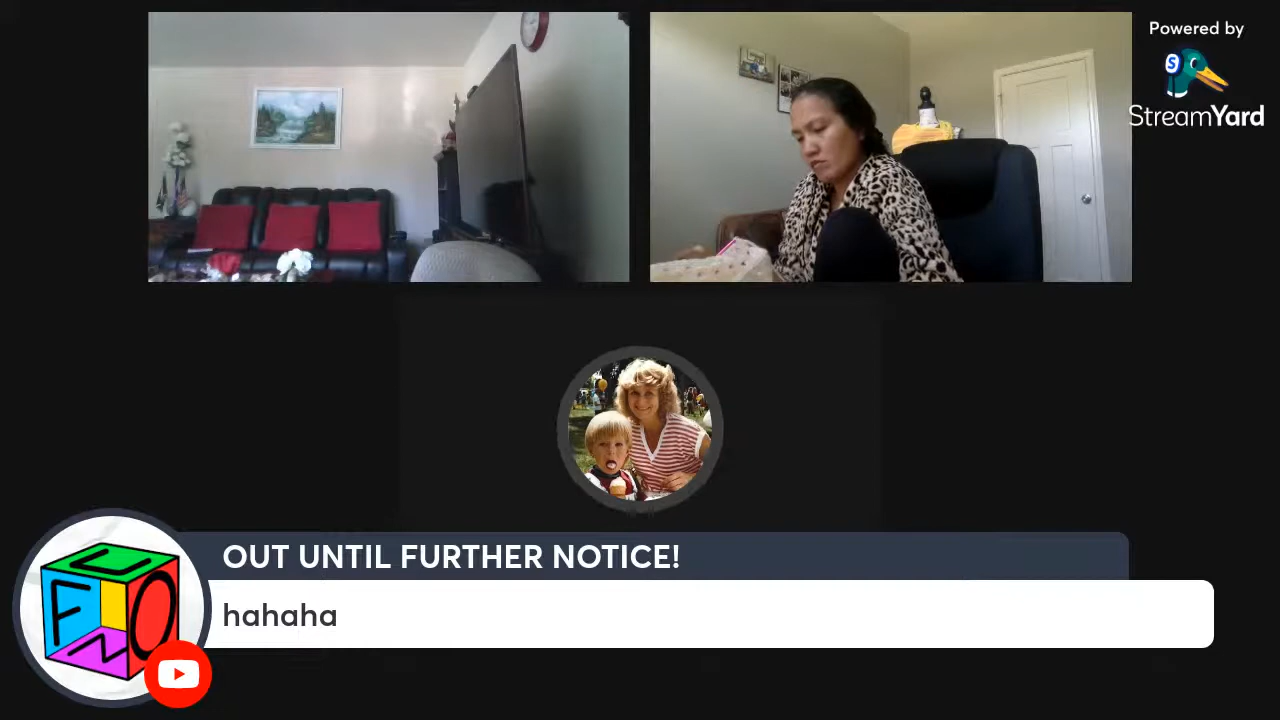 Powered by
S
StreamYard
OUT UNTIL FURTHER NOTICE!
hahaha
F U N O